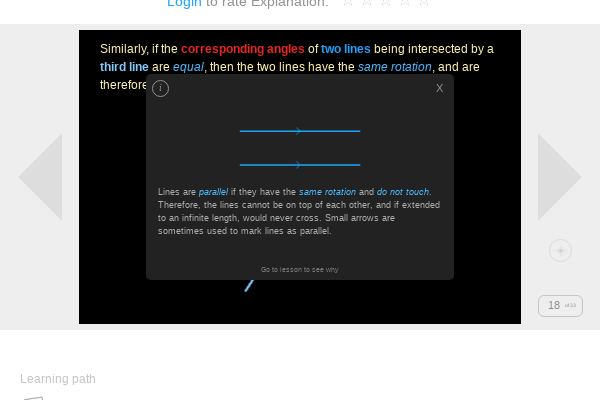 Login to rate Explanation:
Similarly, if the corresponding angles of two lines being intersected by a
third line are equal, then the two lines have the same rotation, and are
therefore
i
X
Lines are parallel if they have the same rotation and do not touch.
Therefore, the lines cannot be on top of each other, and if extended
to an infinite length, would never cross. Small arrows are
sometimes used to mark lines as parallel.
Go to lesson to see why
18
Learning path